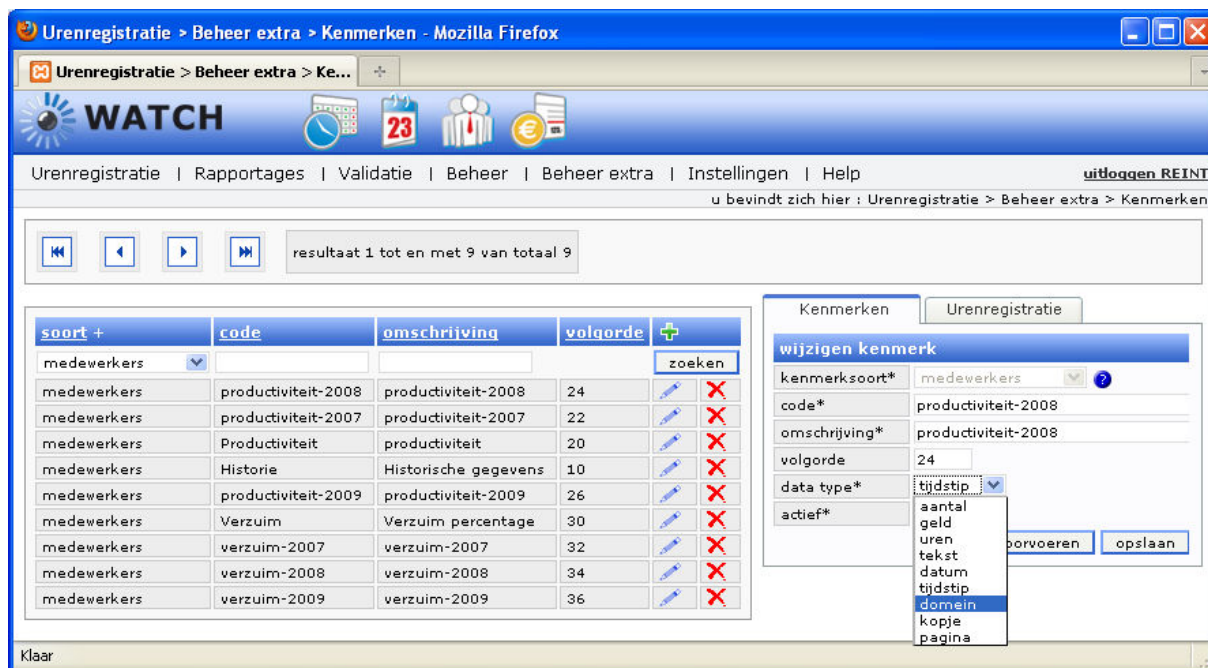 Urenregistratie > Beheer extra > Kenmerken - Mozilla Firefox
Urenregistratie > Beheer extra > Ke...
WATCH
23
Urenregistratie | Rapportages | Validatie | Beheer | Beheer extra | Instellingen | Help
uitloggen REINT
u bevindt zich hier : Urenregistratie > Beheer extra > Kenmerken
resultaat 1 tot en met 9 van totaal 9
soort + code omschrijving volgorde
medewerkers zoeken
medewerkers productiviteit-2008 productiviteit-2008 24
medewerkers productiviteit-2007 productiviteit-2007 22
medewerkers Productiviteit productiviteit 20
medewerkers Historie Historische gegevens 10
medewerkers productiviteit-2009 productiviteit-2009 26
medewerkers Verzuim Verzuim percentage 30
medewerkers verzuim-2007 verzuim-2007 32
medewerkers verzuim-2008 verzuim-2008 34
medewerkers verzuim-2009 verzuim-2009 36
Kenmerken Urenregistratie
wijzigen kenmerk
kenmerksoort* medewerkers ?
code* productiviteit-2008
omschrijving* productiviteit-2008
volgorde 24
data type* tijdstip
actief*
aantal
geld
uren
tekst
datum
tijdstip
domein
kopje
pagina
oorvoeren opslaan
Klaar